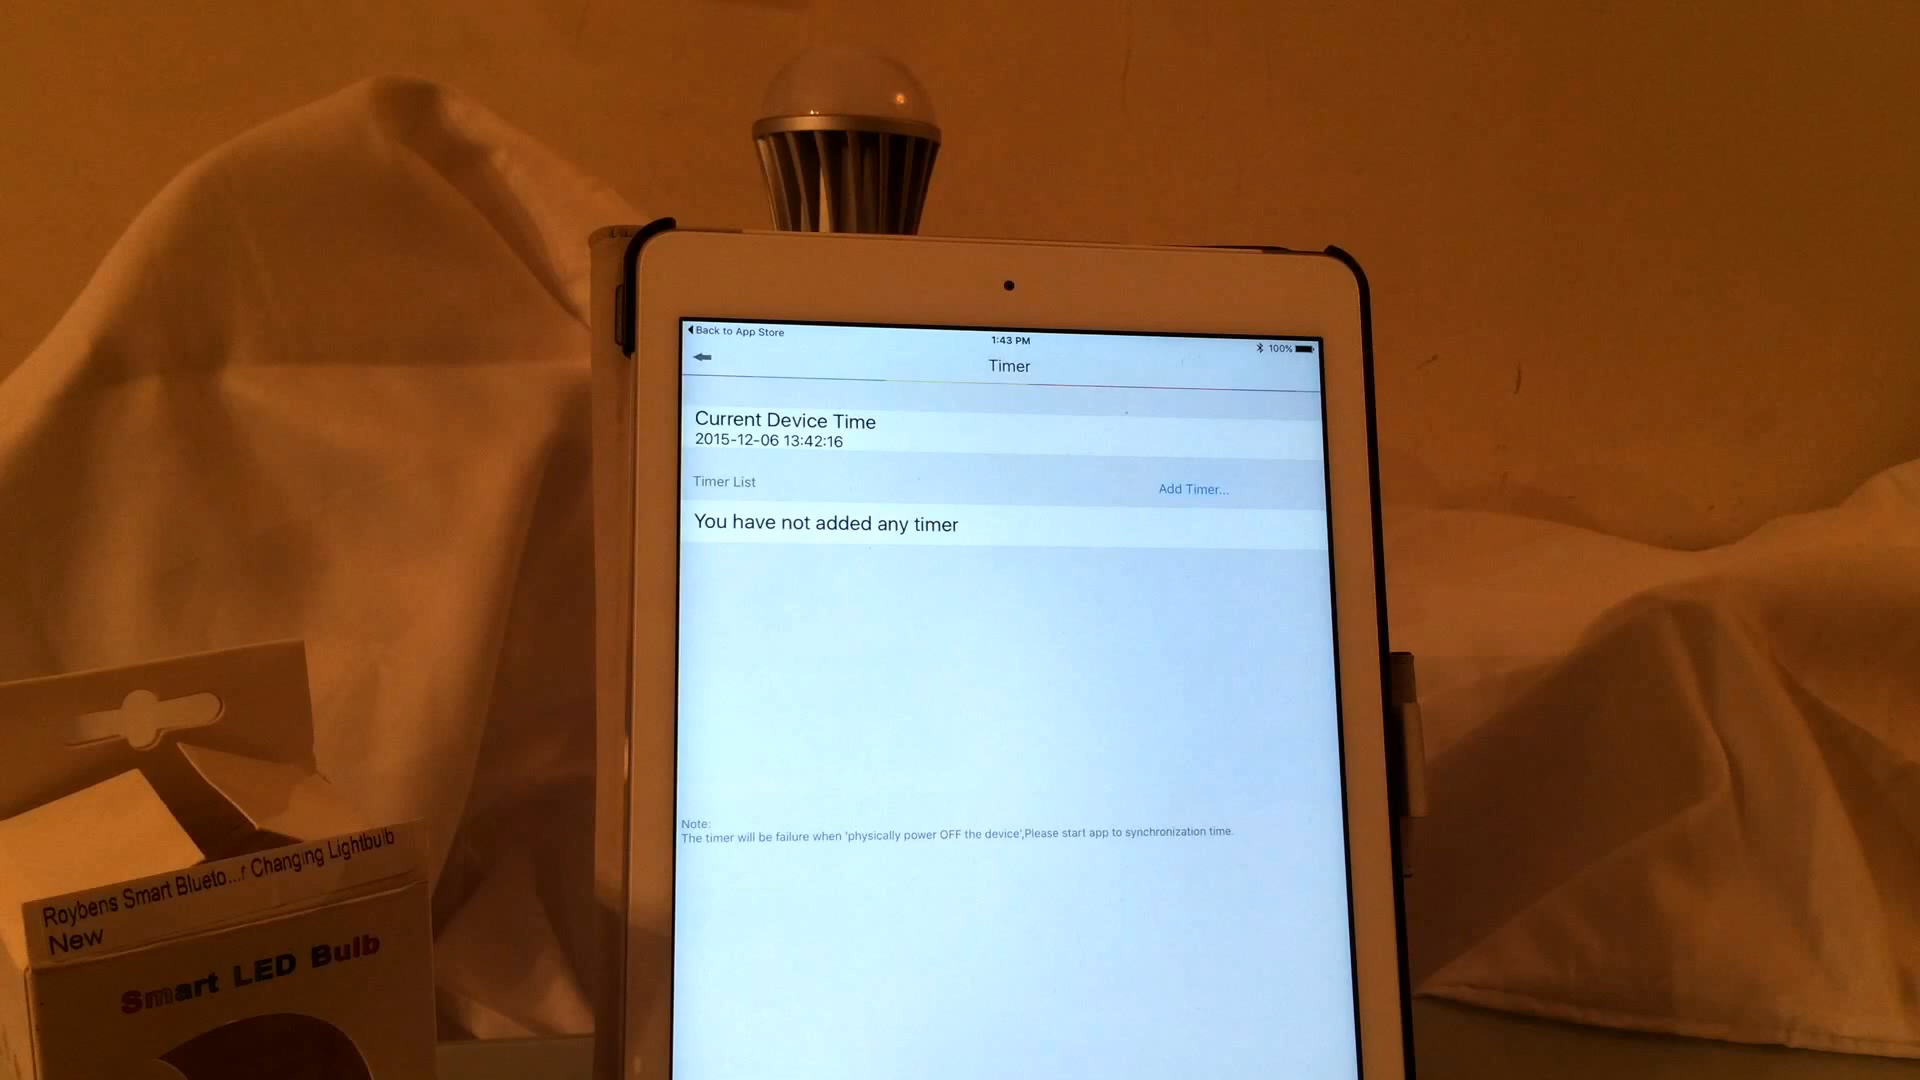 Back to App Store
1:43 PM
100%
Timer
Current Device Time
2015-12-06 13:42:16
Timer List
Add Timer...
You have not added any timer
Note:
The timer will be failure when 'physically power OFF the device',Please start app to synchronization time.
Roybens Smart Blueto...r Changing Lightbulb
New
Smart LED Bulb